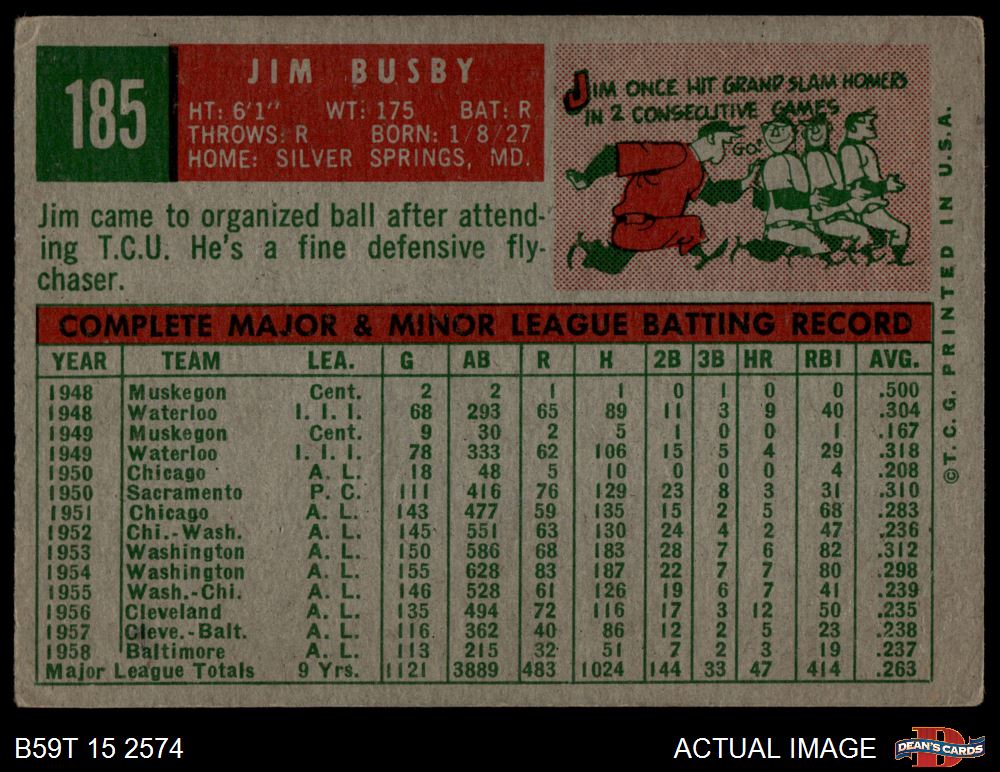 185
JIM BUSBY
HT: 6'1" WT: 175 BAT: R
THROWS: R BORN: 1/8/27
HOME: SILVER SPRINGS, MD.
JIM ONCE HIT GRAND SLAM HOMERS
IN 2 CONSECUTIVE GAMES
GO!
Jim came to organized ball after attend-
ing T.C.U. He's a fine defensive fly-
chaser.
COMPLETE MAJOR & MINOR LEAGUE BATTING RECORD
YEAR TEAM LEA. G AB R H 2B 3B HR RBI AVG.
1948 Muskegon Cent. 2 2 1 1 0 1 0 0 .500
1948 Waterloo I. I. I. 68 293 65 89 11 3 9 40 .304
1949 Muskegon Cent. 9 30 2 5 1 0 0 1 .167
1949 Waterloo I. I. I. 78 333 62 106 15 5 4 29 .318
1950 Chicago A. L. 18 48 5 10 0 0 0 4 .208
1950 Sacramento P. C. 111 416 76 129 23 8 3 31 .310
1951 Chicago A. L. 143 477 59 135 15 2 5 68 .283
1952 Chi.-Wash. A. L. 145 551 63 130 24 4 2 47 .236
1953 Washington A. L. 150 586 68 183 28 7 6 82 .312
1954 Washington A. L. 155 628 83 187 22 7 7 80 .298
1955 Wash.-Chi. A. L. 146 528 61 126 19 6 7 41 .239
1956 Cleveland A. L. 135 494 72 116 17 3 12 50 .235
1957 Cleve.-Balt. A. L. 116 362 40 86 12 2 5 23 .238
1958 Baltimore A. L. 113 215 32 51 7 2 3 19 .237
Major League Totals 9 Yrs. 1121 3889 483 1024 144 33 47 414 .263
©T. C. G. PRINTED IN U.S.A.
B59T 15 2574
ACTUAL IMAGE
D
DEAN'S CARDS